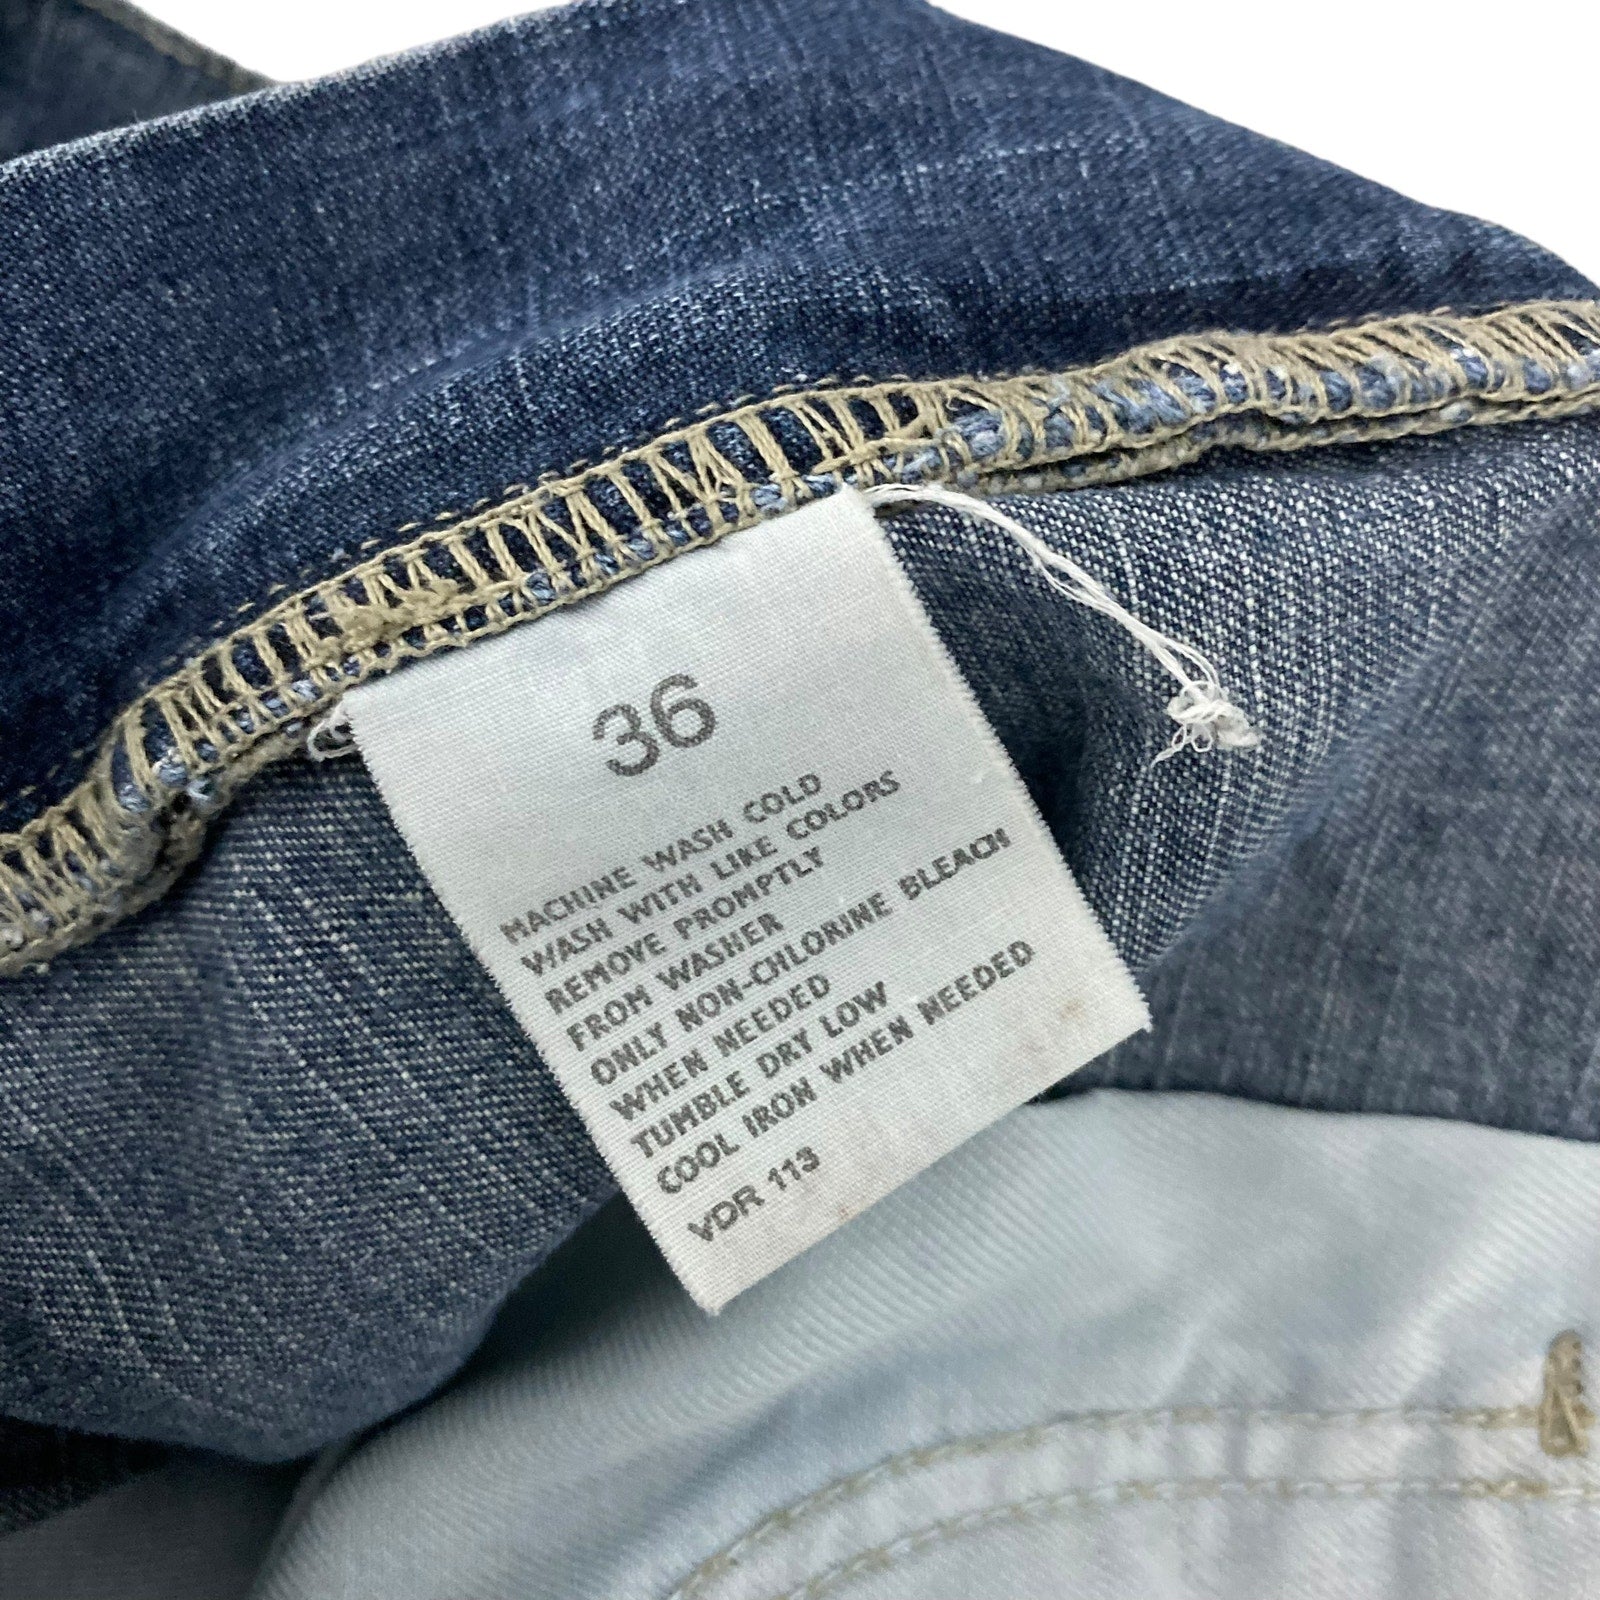 36
MACHINE WASH COLD
WASH WITH LIKE COLORS
REMOVE PROMPTLY
FROM WASHER
ONLY NON-CHLORINE BLEACH
WHEN NEEDED
TUMBLE DRY LOW
COOL IRON WHEN NEEDED
VDR 113